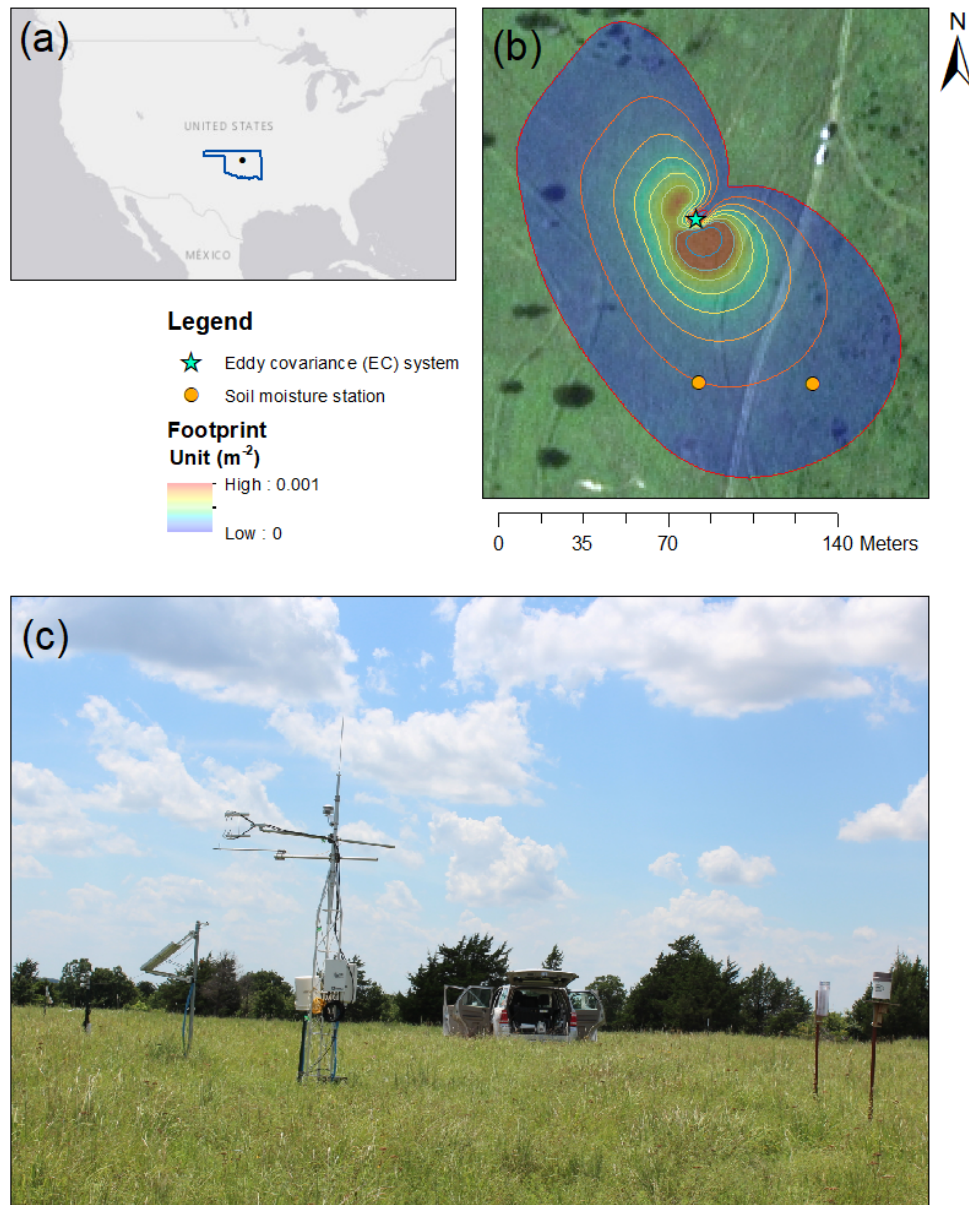 (a)
UNITED STATES
MÉXICO
(b)
N
Legend
Eddy covariance (EC) system
Soil moisture station
Footprint
Unit (m⁻²)
High : 0.001
Low : 0
0 35 70 140 Meters
(c)